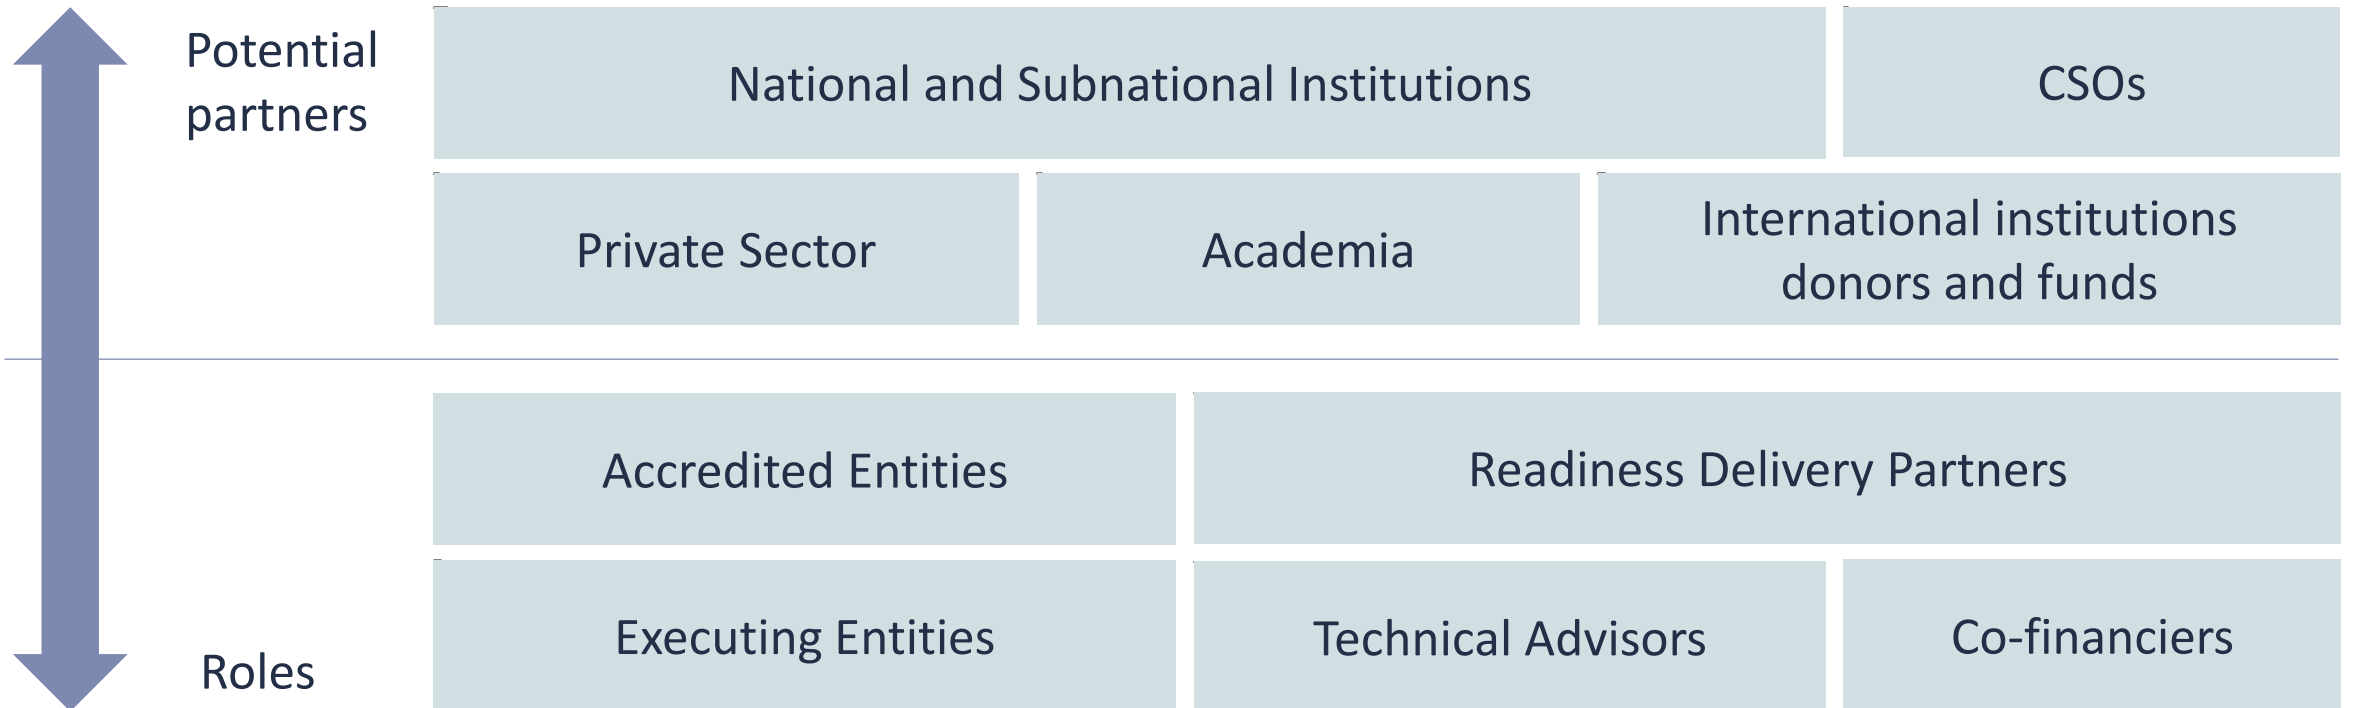 Potential
partners
National and Subnational Institutions
CSOs
Private Sector
Academia
International institutions
donors and funds
Accredited Entities
Readiness Delivery Partners
Roles
Executing Entities
Technical Advisors
Co-financiers